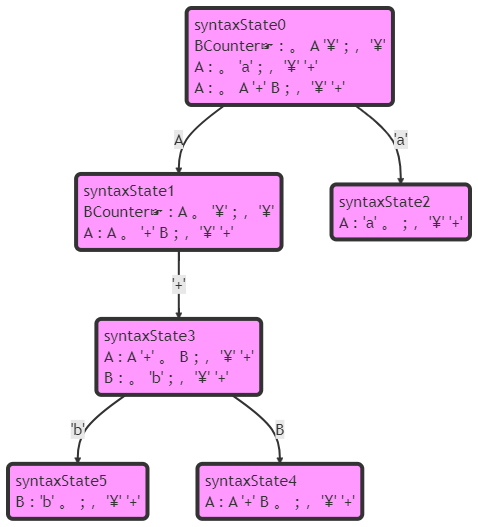 syntaxState0
BCounter☞ : 。 A '¥' ; , '¥'
A : 。 'a' ; , '¥' '+'
A : 。 A '+' B ; , '¥' '+'
A
'a'
syntaxState1
BCounter☞ : A 。 '¥' ; , '¥'
A : A 。 '+' B ; , '¥' '+'
syntaxState2
A : 'a' 。 ; , '¥' '+'
'+'
syntaxState3
A : A '+' 。 B ; , '¥' '+'
B : 。 'b' ; , '¥' '+'
'b'
B
syntaxState5
B : 'b' 。 ; , '¥' '+'
syntaxState4
A : A '+' B 。 ; , '¥' '+'